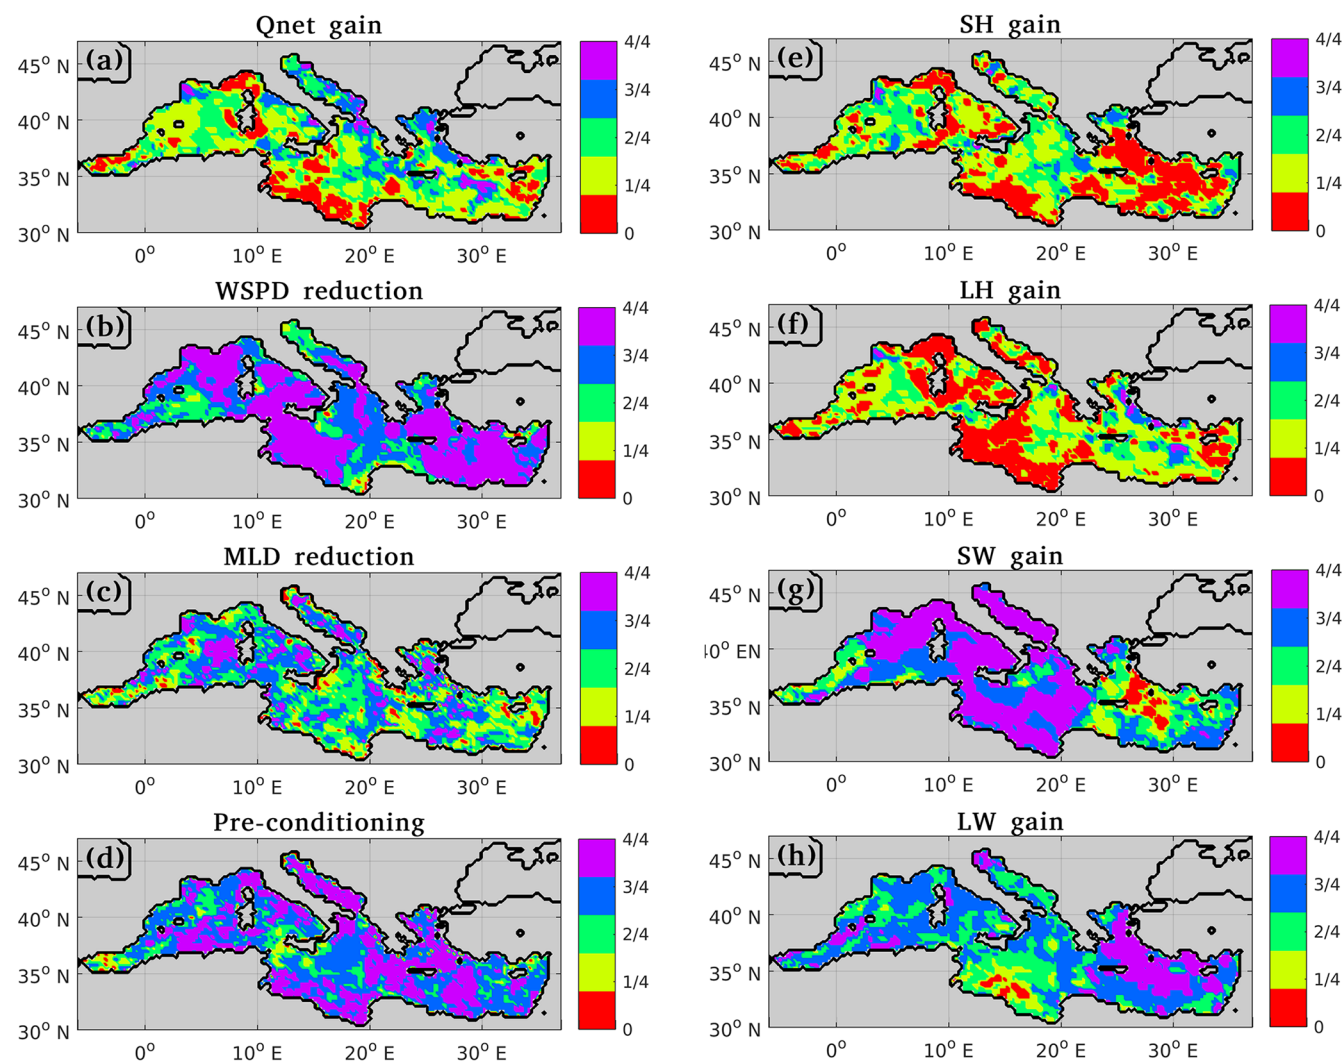 Qnet gain
(a)
45° N
40° N
35° N
30° N
0°
10° E
20° E
30° E
4/4
3/4
2/4
1/4
0
SH gain
(e)
45° N
40° N
35° N
30° N
0°
10° E
20° E
30° E
4/4
3/4
2/4
1/4
0
WSPD reduction
(b)
45° N
40° N
35° N
30° N
0°
10° E
20° E
30° E
4/4
3/4
2/4
1/4
0
LH gain
(f)
45° N
40° N
35° N
30° N
0°
10° E
20° E
30° E
4/4
3/4
2/4
1/4
0
MLD reduction
(c)
45° N
40° N
35° N
30° N
0°
10° E
20° E
30° E
4/4
3/4
2/4
1/4
0
SW gain
(g)
45° N
40° EN
35° N
30° N
0°
10° E
20° E
30° E
4/4
3/4
2/4
1/4
0
Pre-conditioning
(d)
45° N
40° N
35° N
30° N
0°
10° E
20° E
30° E
4/4
3/4
2/4
1/4
0
LW gain
(h)
45° N
40° N
35° N
30° N
0°
10° E
20° E
30° E
4/4
3/4
2/4
1/4
0